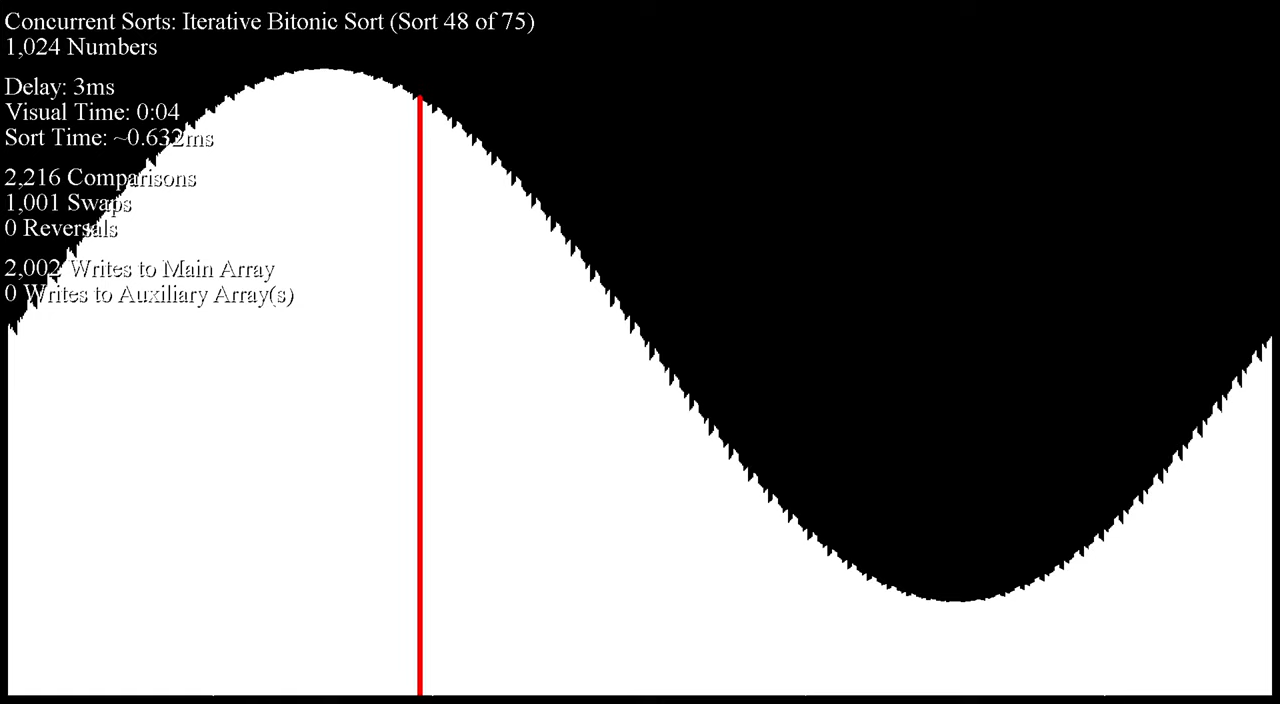 Concurrent Sorts: Iterative Bitonic Sort (Sort 48 of 75)
1,024 Numbers
Delay: 3ms
Visual Time: 0:04
Sort Time: ~0.632ms
2,216 Comparisons
1,001 Swaps
0 Reversals
2,002 Writes to Main Array
0 Writes to Auxiliary Array(s)